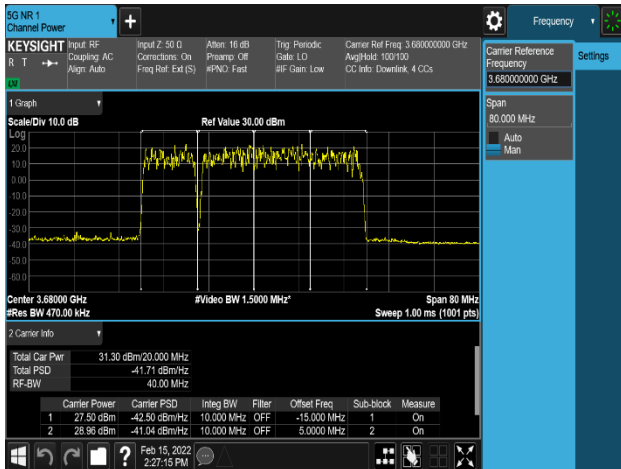 5G NR 1
Channel Power
Frequency
KEYSIGHT
R T
Input: RF
Coupling: AC
Align: Auto
Input Z: 50 Ω
Corrections: On
Freq Ref: Ext (S)
Atten: 16 dB
Preamp: Off
#PNO: Fast
Trig: Periodic
Gate: LO
#IF Gain: Low
Carrier Ref Freq: 3.680000000 GHz
Avg|Hold: 100/100
CC Info: Downlink, 4 CCs
Carrier Reference
Frequency
3.680000000 GHz
Settings
Span
80.000 MHz
Auto
Man
1 Graph
Scale/Div 10.0 dB
Ref Value 30.00 dBm
Log
20.0
10.0
0.00
-10.0
-20.0
-30.0
-40.0
-50.0
-60.0
Center 3.68000 GHz
#Video BW 1.5000 MHz*
Span 80 MHz
#Res BW 470.00 kHz
Sweep 1.00 ms (1001 pts)
2 Carrier Info
Total Car Pwr 31.30 dBm/20.000 MHz
Total PSD -41.71 dBm/Hz
RF-BW 40.00 MHz
Carrier Power Carrier PSD Integ BW Filter Offset Freq Sub-block Measure
1 27.50 dBm -42.50 dBm/Hz 10.000 MHz OFF -15.000 MHz 1 On
2 28.96 dBm -41.04 dBm/Hz 10.000 MHz OFF 5.0000 MHz 2 On
?
Feb 15, 2022
2:27:15 PM